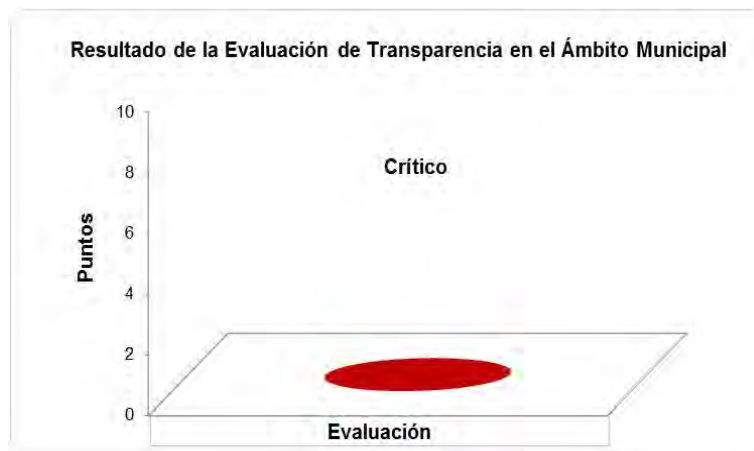 Resultado de la Evaluación de Transparencia en el Ámbito Municipal
10
Crítico
8
6
Puntos
4
2
0
Evaluación